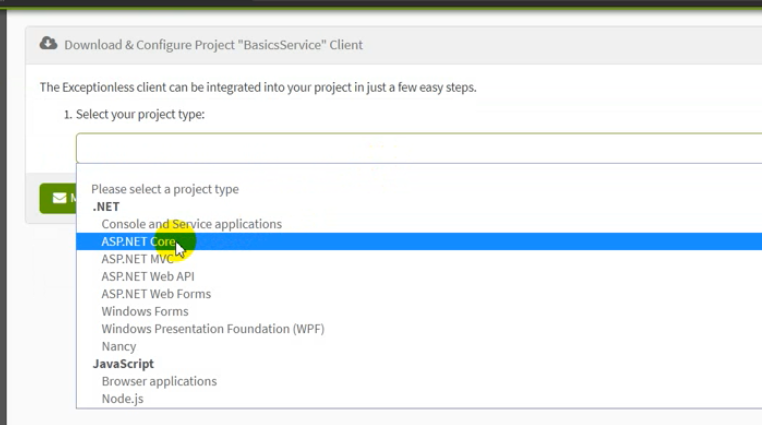 Download & Configure Project "BasicsService" Client
The Exceptionless client can be integrated into your project in just a few easy steps.
1. Select your project type:
Please select a project type
.NET
Console and Service applications
ASP.NET Core
ASP.NET MVC
ASP.NET Web API
ASP.NET Web Forms
Windows Forms
Windows Presentation Foundation (WPF)
Nancy
JavaScript
Browser applications
Node.js